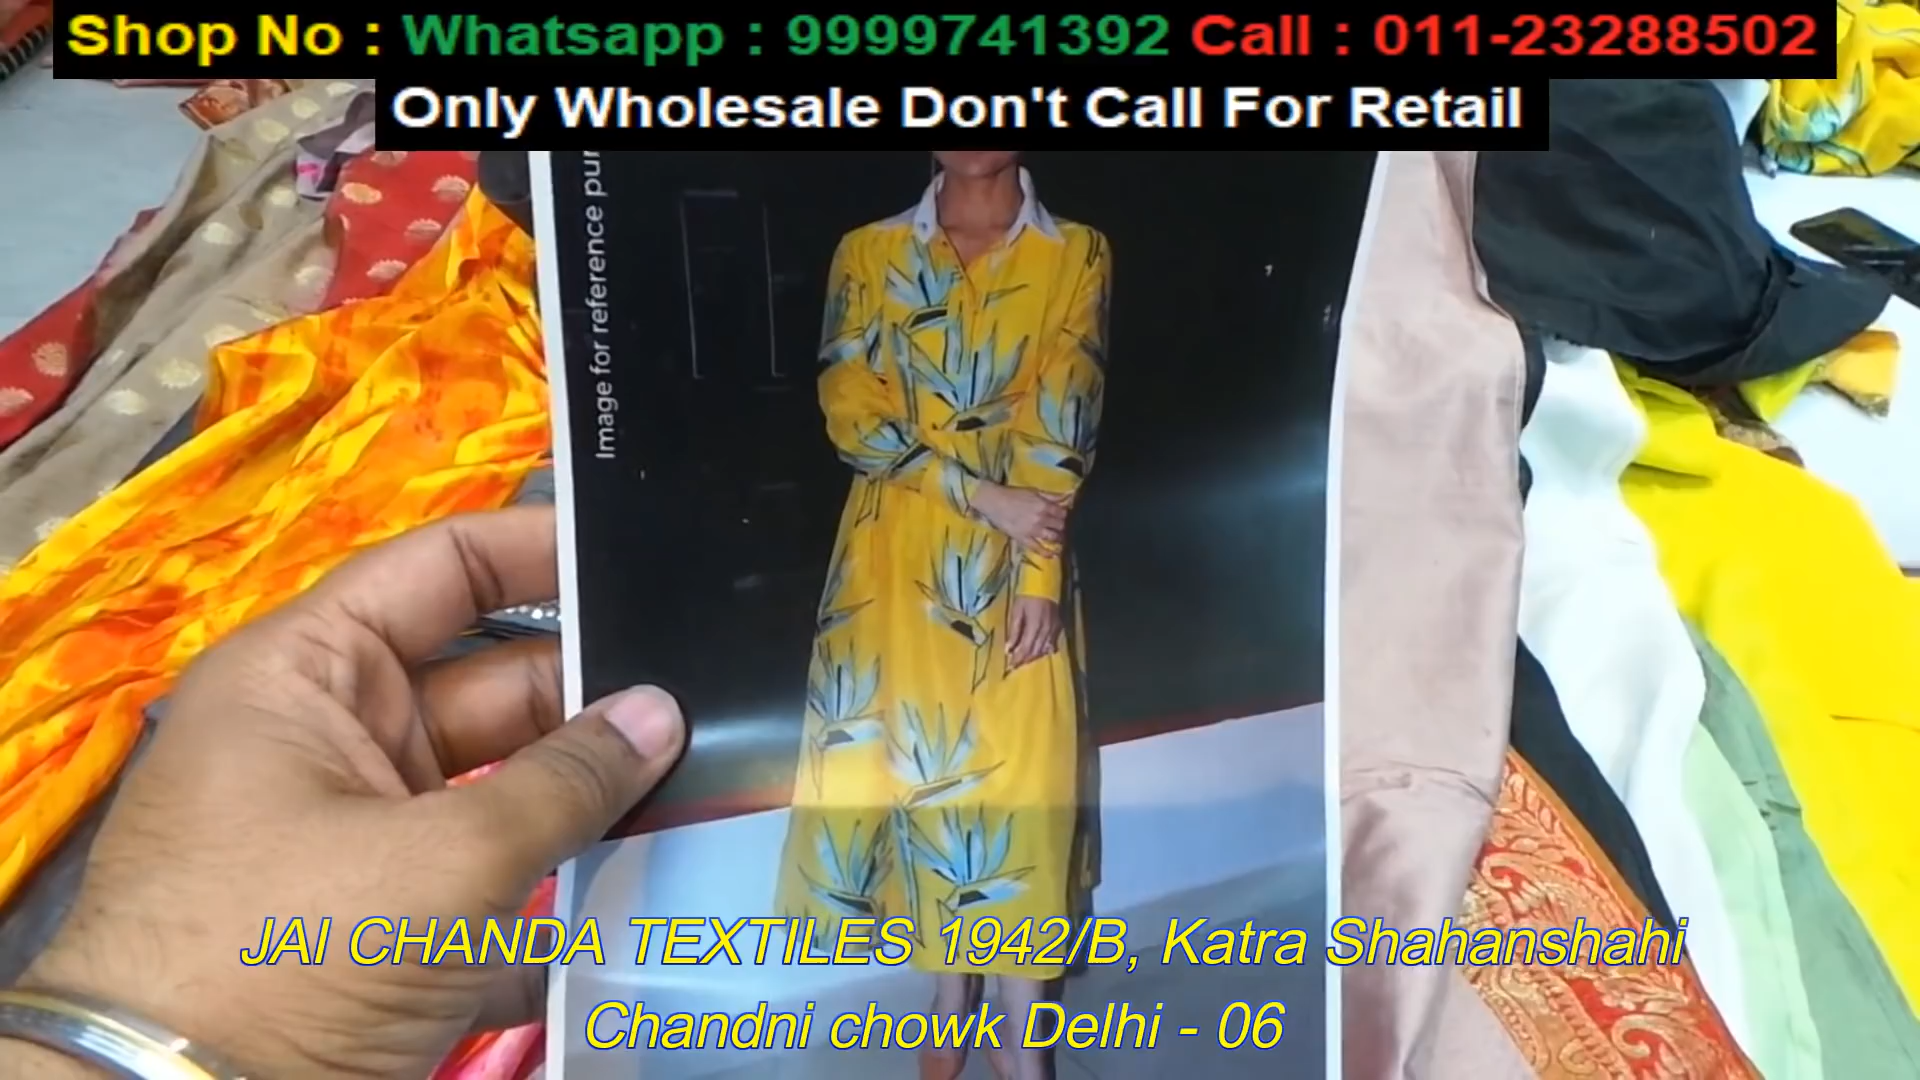 Shop No : Whatsapp : 9999741392 Call : 011-23288502
Only Wholesale Don't Call For Retail
Image for reference
JAI CHANDA TEXTILES 1942/B, Katra Shahanshahi
Chandni chowk Delhi - 06